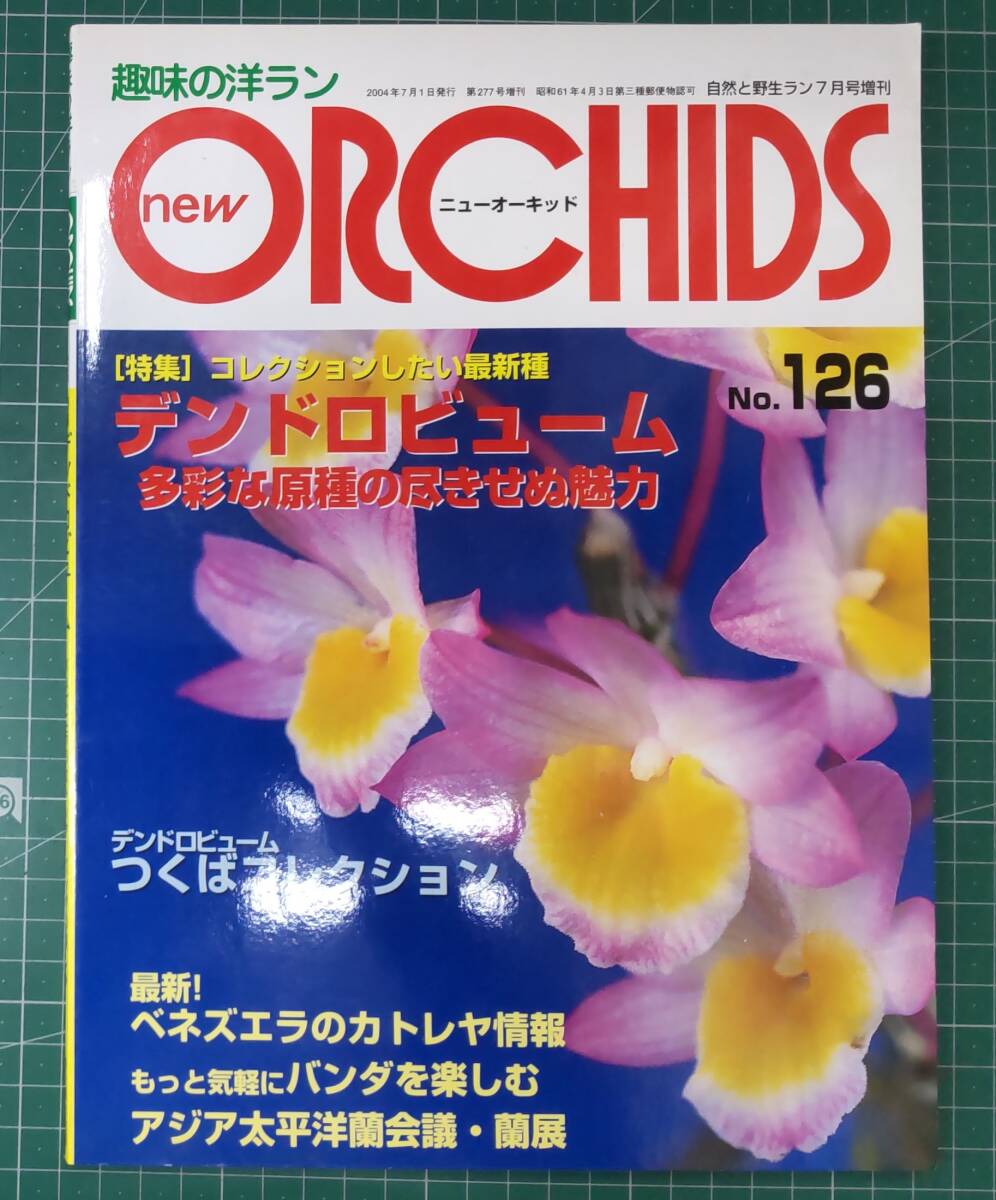 趣味の洋ラン
2004年7月1日発行 第277号増刊 昭和61年4月3日第三種郵便物認可 自然と野生ラン7月号増刊
new ORCHIDS
ニューオーキッド
[特集] コレクションしたい最新種
No.126
デンドロビューム
多彩な原種の尽きせぬ魅力
デンドロビューム
つくばコレクション
最新!
ベネズエラのカトレヤ情報
もっと気軽にバンダを楽しむ
アジア太平洋蘭会議・蘭展